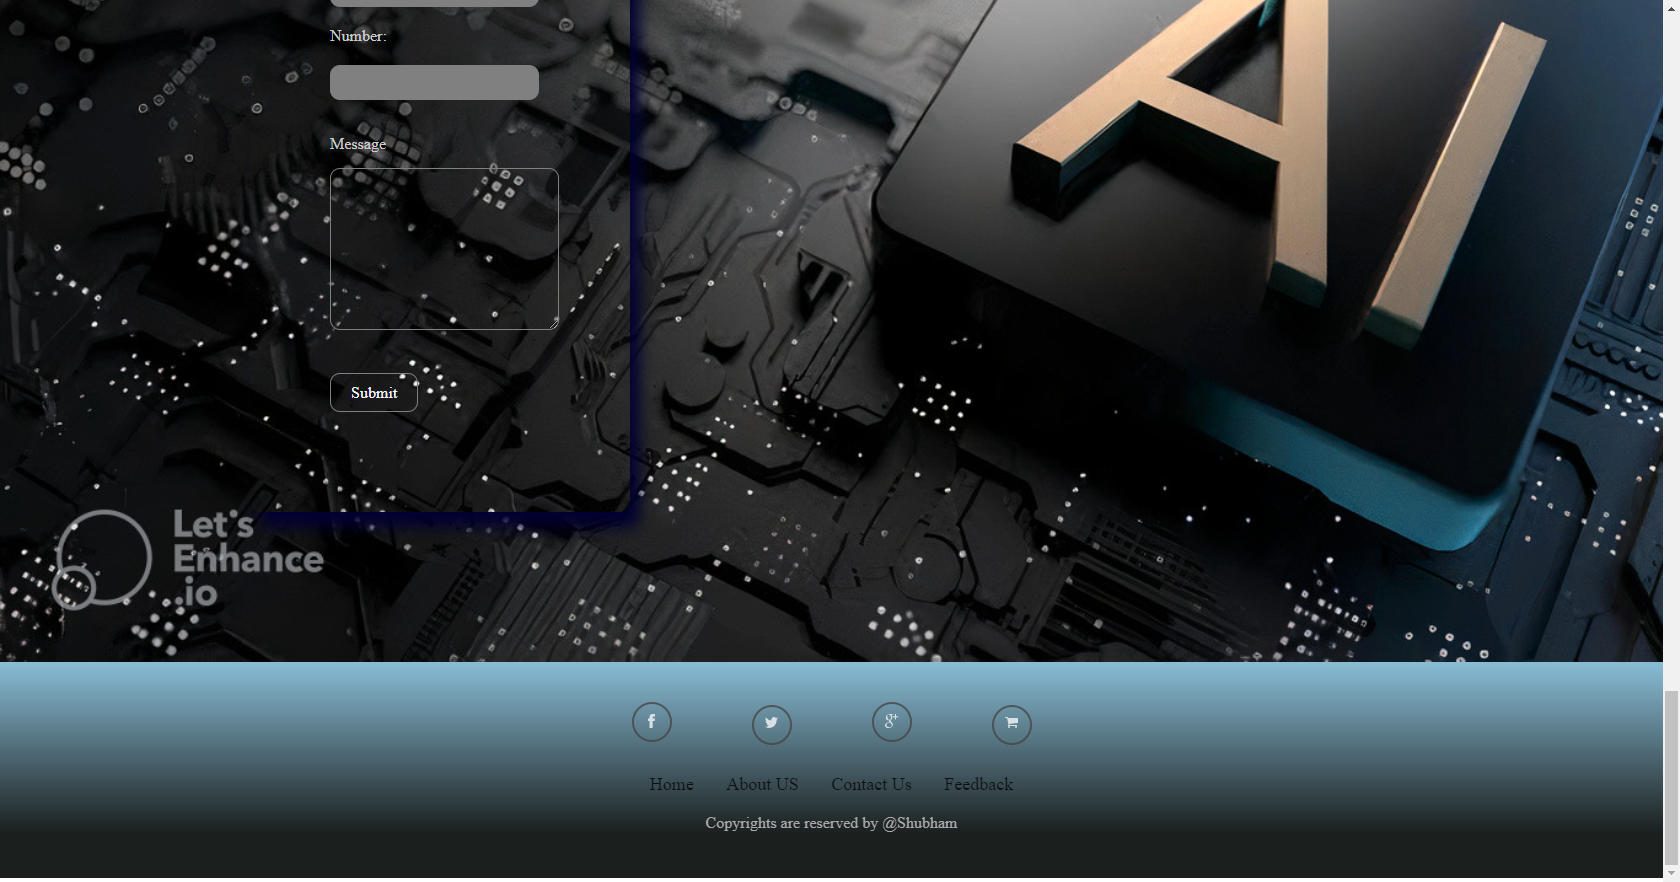 Number:
Message
Submit
AI
Let's
Enhance
.io
Home About US Contact Us Feedback
Copyrights are reserved by @Shubham